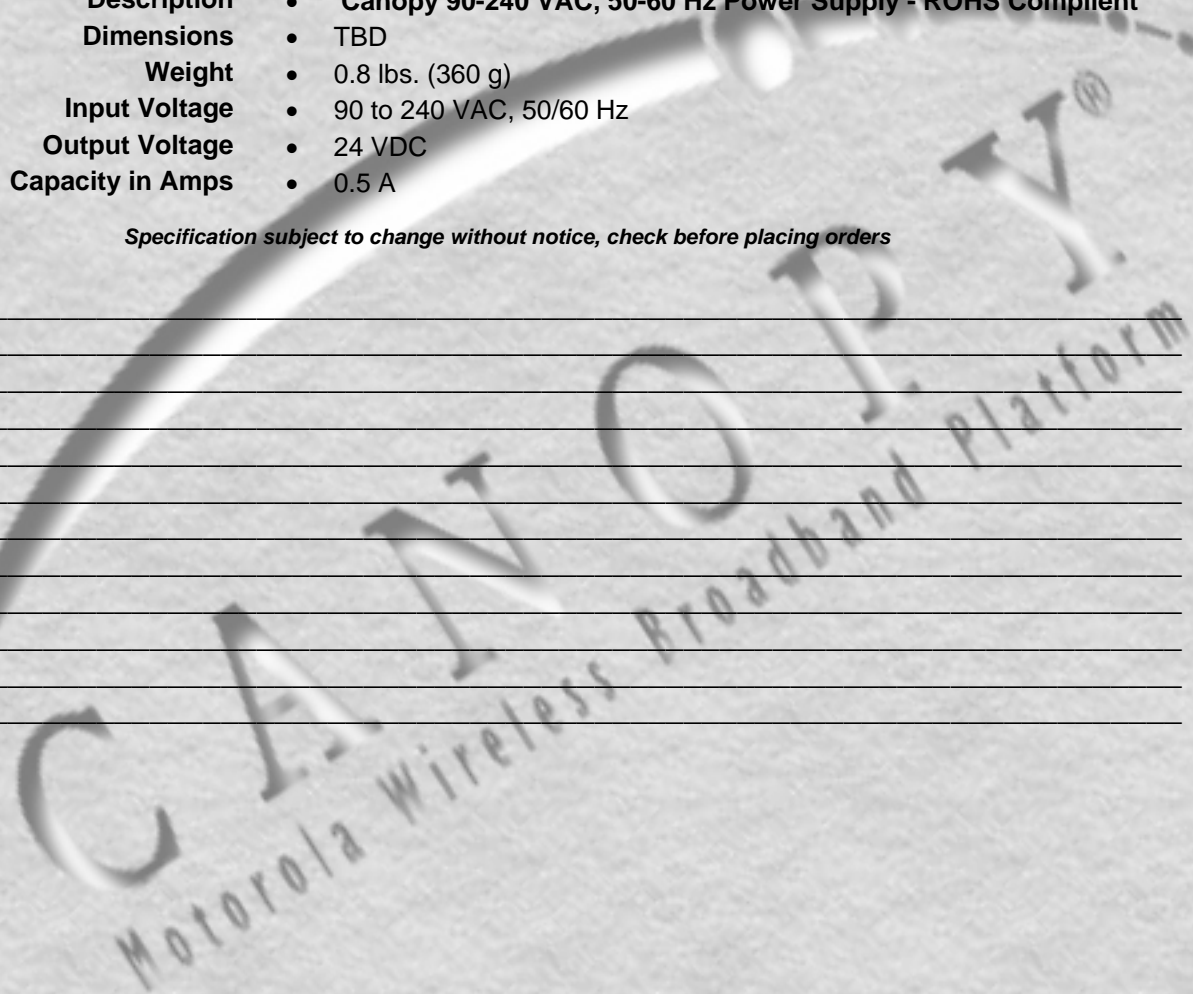 Description • Canopy 90-240 VAC, 50-60 Hz Power Supply - ROHS Complient
Dimensions • TBD
Weight • 0.8 lbs. (360 g)
Input Voltage • 90 to 240 VAC, 50/60 Hz
Output Voltage • 24 VDC
Capacity in Amps • 0.5 A
Specification subject to change without notice, check before placing orders
CANOPY®
Motorola Wireless Broadband Platform